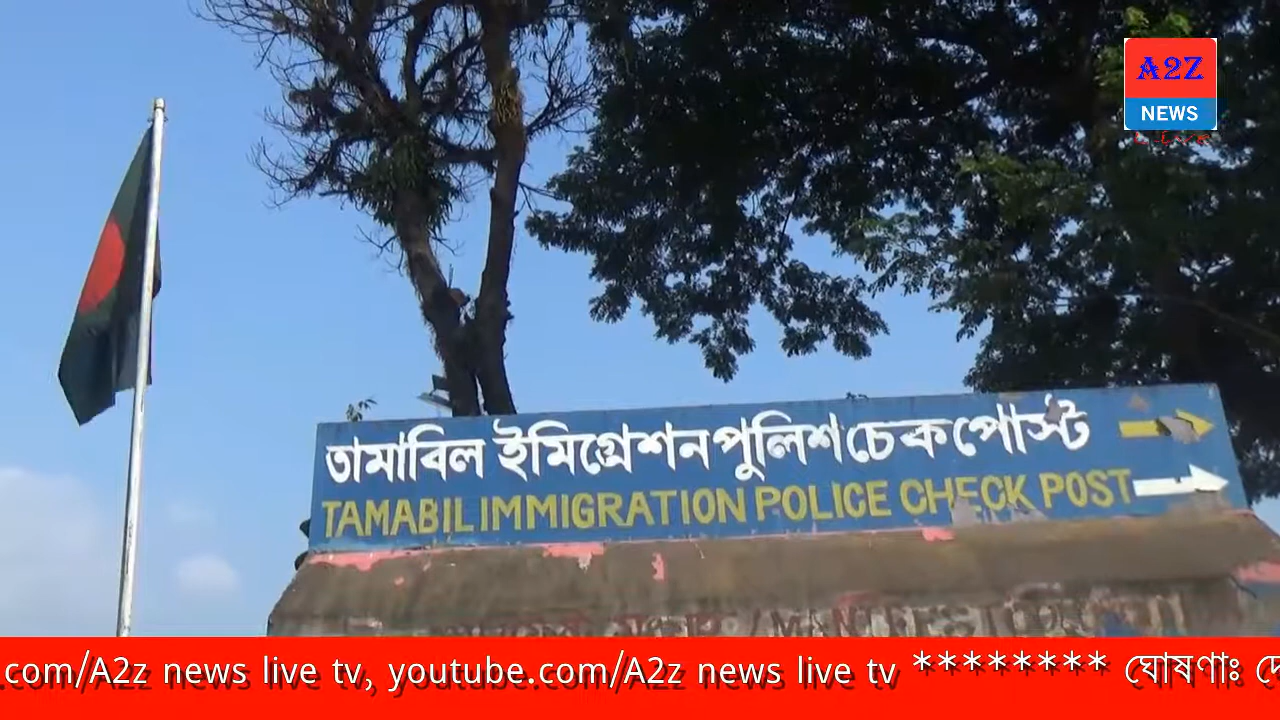 A2Z
NEWS
Live
তামাবিল ইমিগ্রেশন পুলিশ চেক পোস্ট
TAMABIL IMMIGRATION POLICE CHECK POST
.com/A2z news live tv, youtube.com/A2z news live tv ******** ঘোষণাঃ